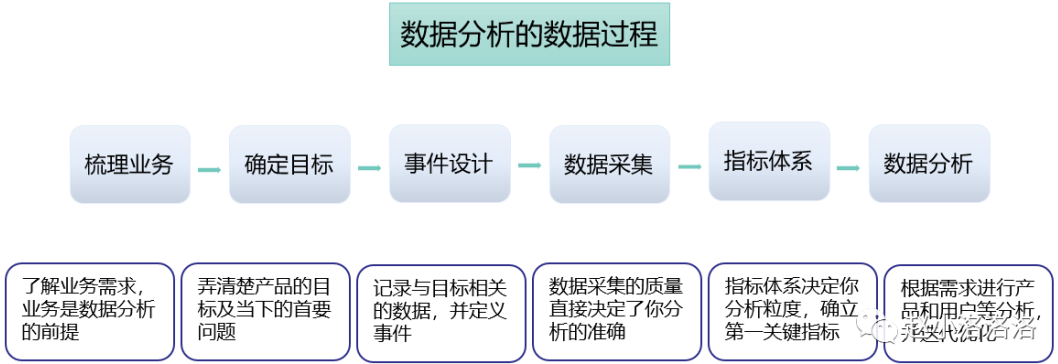 数据分析的数据过程
梳理业务
确定目标
事件设计
数据采集
指标体系
数据分析
了解业务需求，
业务是数据分析
的前提
弄清楚产品的目
标及当下的首要
问题
记录与目标相关
的数据，并定义
事件
数据采集的质量
直接决定了你分
析的准确
指标体系决定你
分析粒度，确立
第一关键指标
根据需求进行产
品和用户等分析，
并迭代优化
小洛洛洛